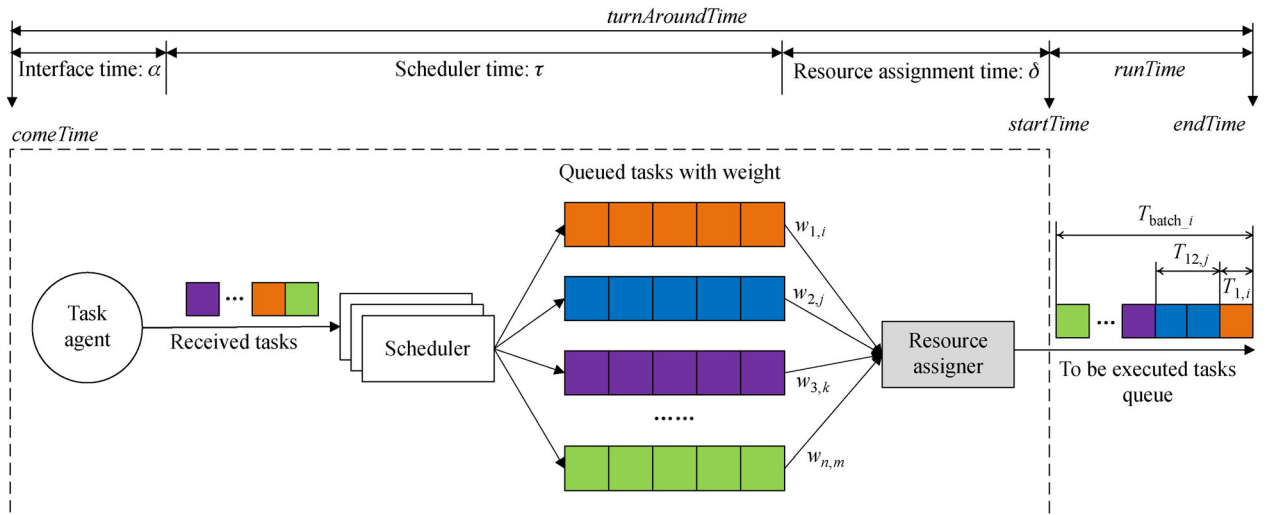 turnAroundTime
Interface time: α
Scheduler time: τ
Resource assignment time: δ
runTime
comeTime
startTime
endTime
Queued tasks with weight
Task
agent
...
Received tasks
Scheduler
w1,i
w2,j
w3,k
......
wn,m
Resource
assigner
Tbatch_i
T12,j
T1,i
...
To be executed tasks
queue